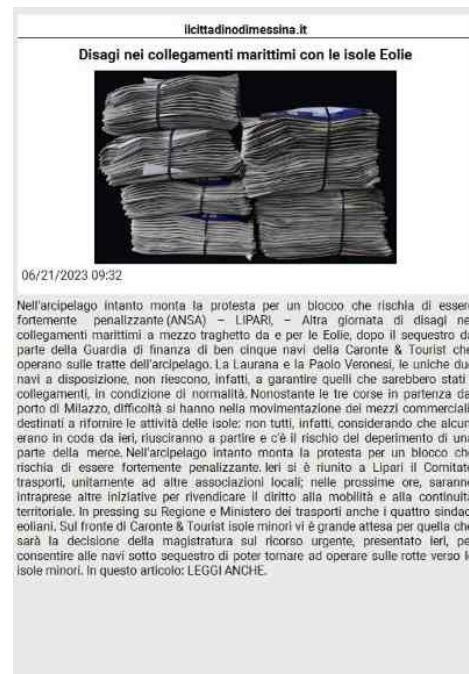 ilcittadinodimessina.it
Disagi nei collegamenti marittimi con le isole Eolie
06/21/2023 09:32
Nell'arcipelago intanto monta la protesta per un blocco che rischia di essere
fortemente penalizzante (ANSA) – LIPARI, – Altra giornata di disagi ne
collegamenti marittimi a mezzo traghetto da e per le Eolie, dopo il sequestro da
parte della Guardia di finanza di ben cinque navi della Caronte & Tourist che
operano sulle tratte dell'arcipelago. La Laurana e la Paolo Veronesi, le uniche du
navi a disposizione, non riescono, infatti, a garantire quelli che sarebbero stati
collegamenti, in condizione di normalità. Nonostante le tre corse in partenza da
porto di Milazzo, difficoltà si hanno nella movimentazione dei mezzi commercial
destinati a rifornire le attività delle isole: non tutti, infatti, considerando che alcun
erano in coda da ieri, riusciranno a partire e c'è il rischio del deperimento di una
parte della merce. Nell'arcipelago intanto monta la protesta per un blocco che
rischia di essere fortemente penalizzante. Ieri si è riunito a Lipari il Comitato
trasporti, unitamente ad altre associazioni locali; nelle prossime ore, saranno
intraprese altre iniziative per rivendicare il diritto alla mobilità e alla continuità
territoriale. In pressing su Regione e Ministero dei trasporti anche i quattro sindac
eoliani. Sul fronte di Caronte & Tourist isole minori vi è grande attesa per quella che
sarà la decisione della magistratura sul ricorso urgente, presentato ieri, pe
consentire alle navi sotto sequestro di poter tornare ad operare sulle rotte verso le
isole minori. In questo articolo: LEGGI ANCHE.